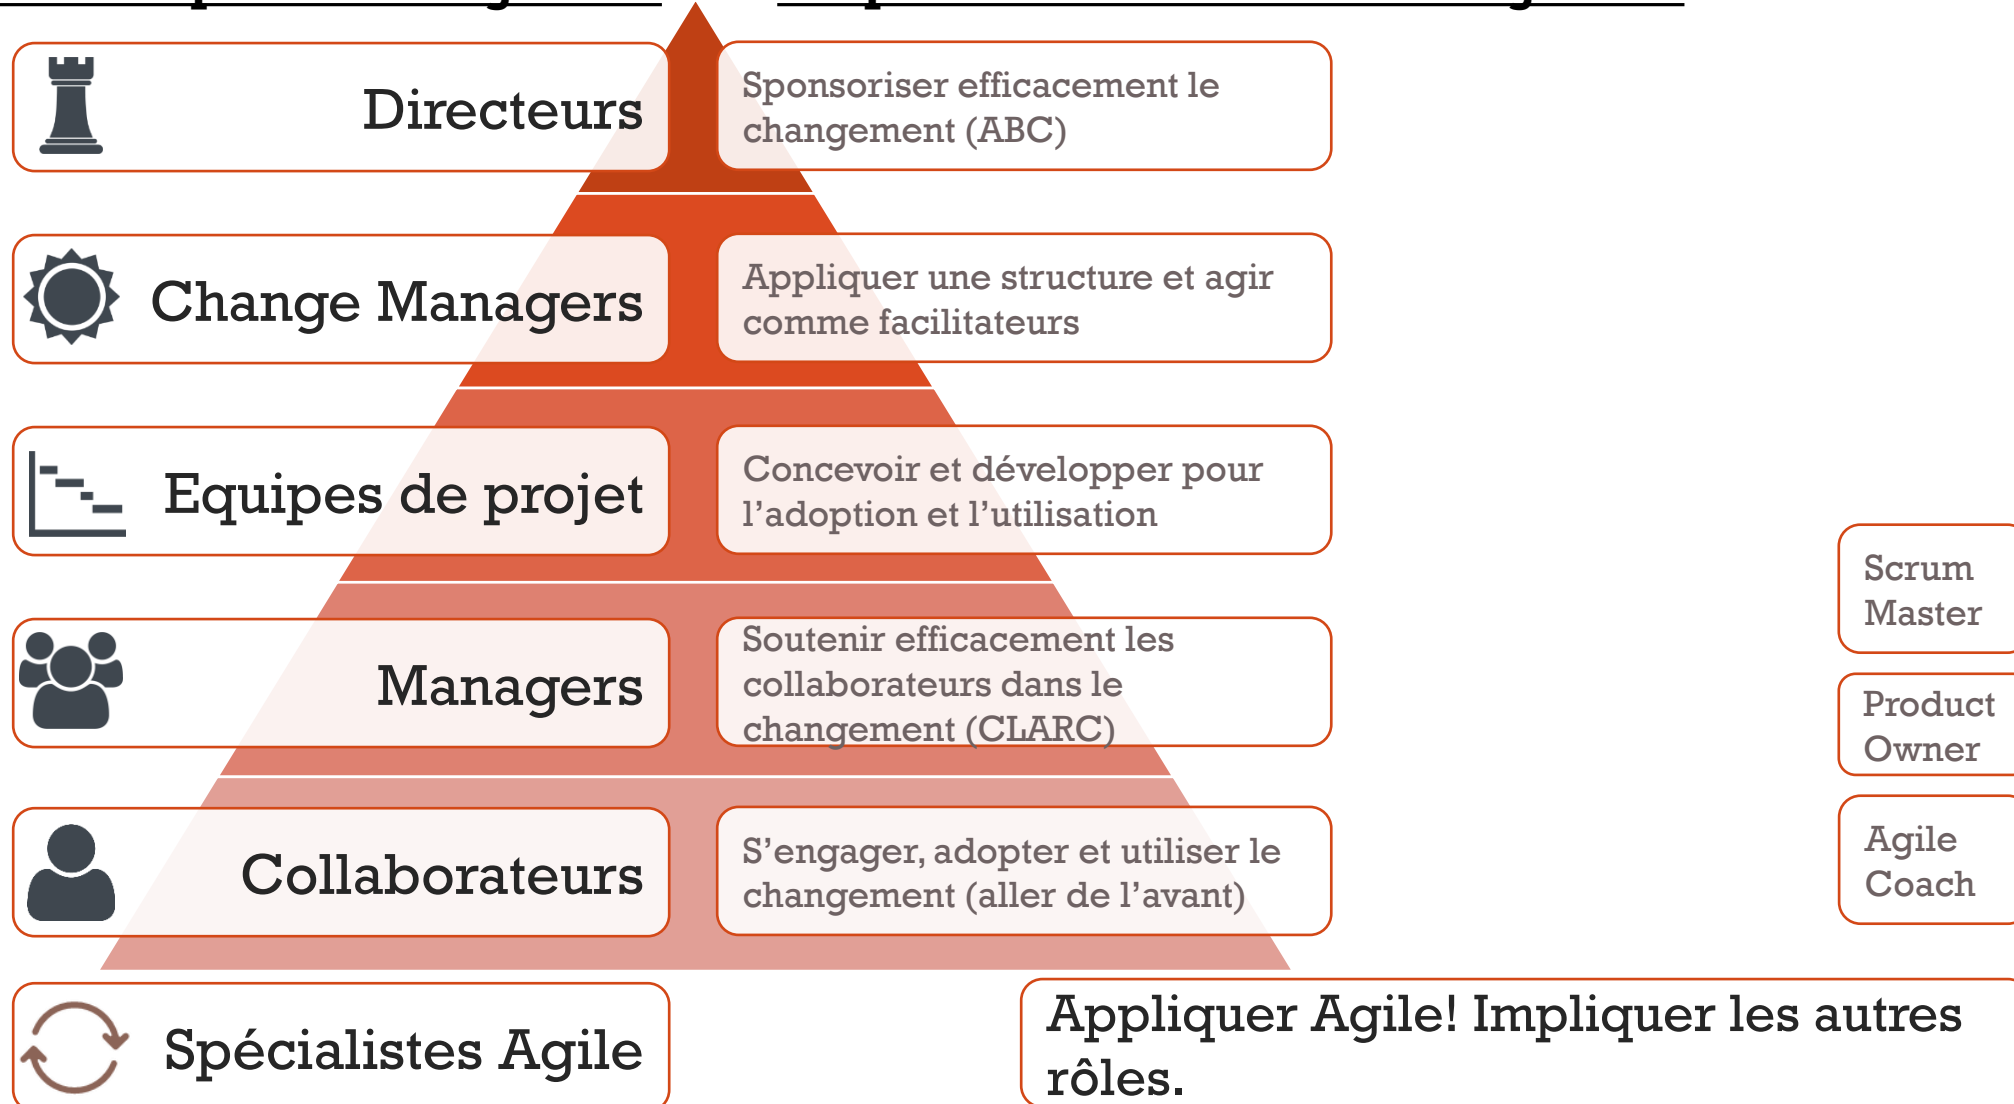 Directeurs
Sponsoriser efficacement le
changement (ABC)
Change Managers
Appliquer une structure et agir
comme facilitateurs
Equipes de projet
Concevoir et développer pour
l’adoption et l’utilisation
Managers
Soutenir efficacement les
collaborateurs dans le
changement (CLARC)
Collaborateurs
S’engager, adopter et utiliser le
changement (aller de l’avant)
Scrum
Master
Product
Owner
Agile
Coach
Spécialistes Agile
Appliquer Agile! Impliquer les autres
rôles.